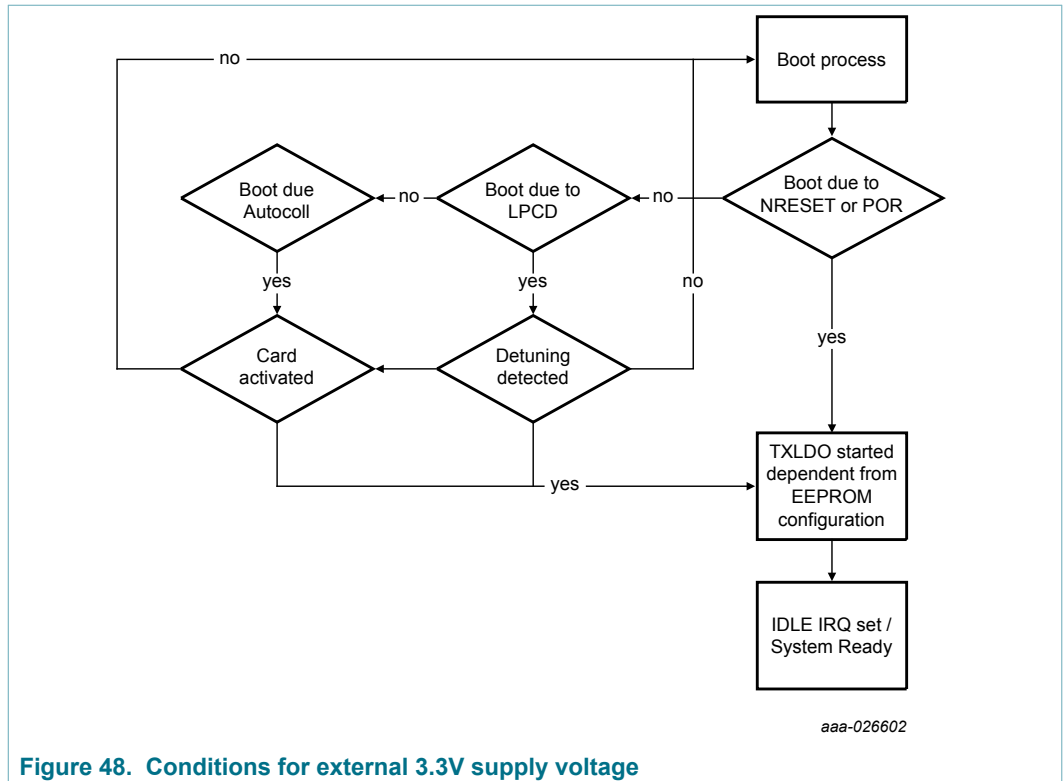 no
Boot process
Boot due
Autocoll
no
Boot due to
LPCD
no
Boot due to
NRESET or POR
yes
yes
no
yes
Card
activated
Detuning
detected
TXLDO started
dependent from
EEPROM
configuration
yes
IDLE IRQ set /
System Ready
aaa-026602
Figure 48. Conditions for external 3.3V supply voltage